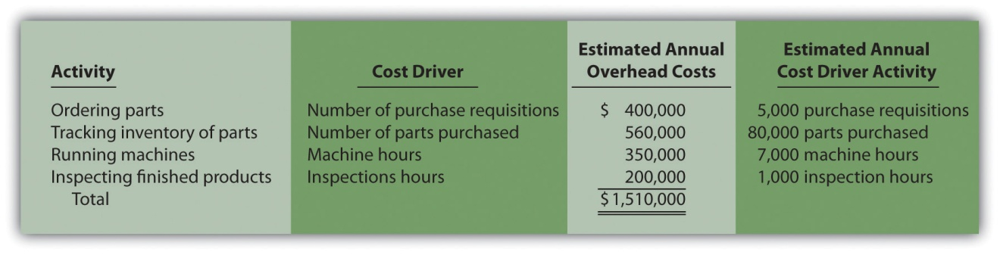 Activity Cost Driver Estimated Annual Overhead Costs Estimated Annual Cost Driver Activity
Ordering parts Number of purchase requisitions $ 400,000 5,000 purchase requisitions
Tracking inventory of parts Number of parts purchased 560,000 80,000 parts purchased
Running machines Machine hours 350,000 7,000 machine hours
Inspecting finished products Inspections hours 200,000 1,000 inspection hours
Total $1,510,000